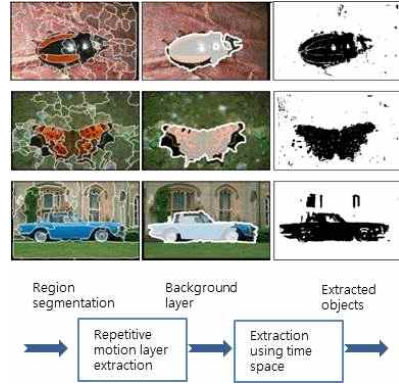 Region
segmentation
Background
layer
Extracted
objects
Repetitive
motion layer
extraction
Extraction
using time
space